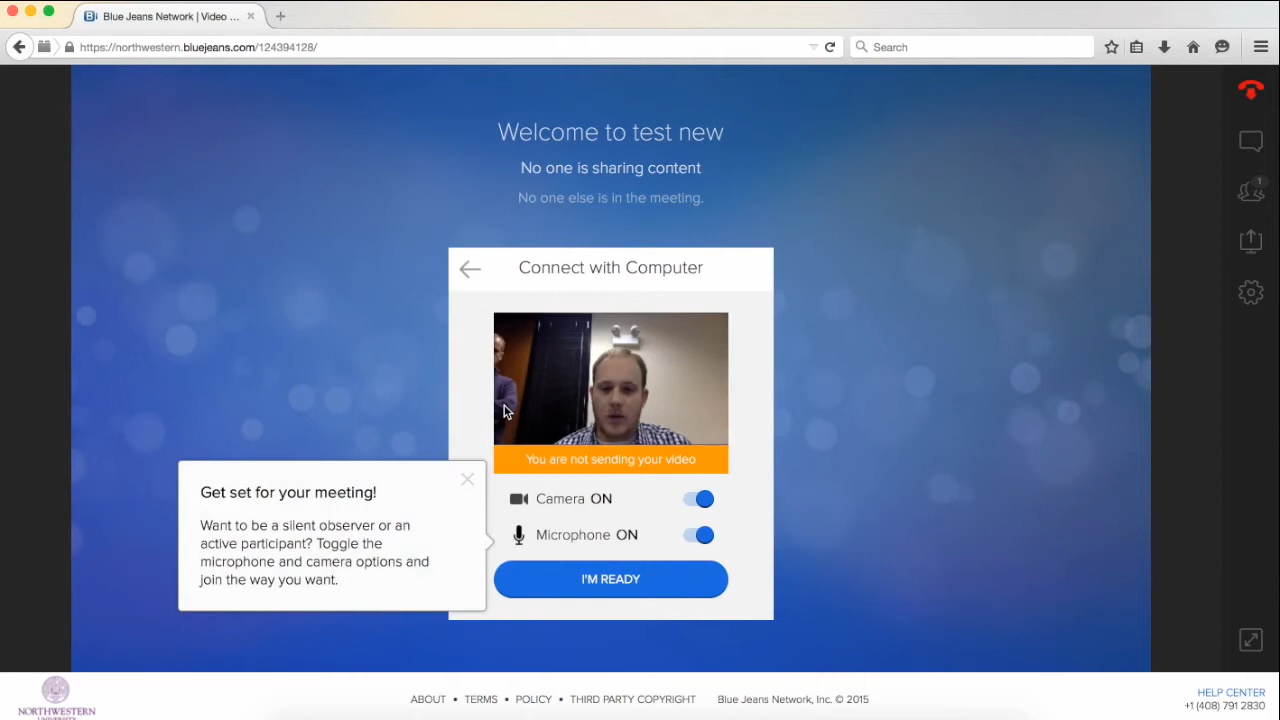 Blue Jeans Network | Video ...
https://northwestern.bluejeans.com/124394128/
Search
Welcome to test new
No one is sharing content
No one else is in the meeting.
1
Connect with Computer
You are not sending your video
Camera ON
Microphone ON
I'M READY
Get set for your meeting!
Want to be a silent observer or an
active participant? Toggle the
microphone and camera options and
join the way you want.
NORTHWESTERN
UNIVERSITY
ABOUT • TERMS • POLICY • THIRD PARTY COPYRIGHT Blue Jeans Network, Inc. © 2015
HELP CENTER
+1 (408) 791 2830